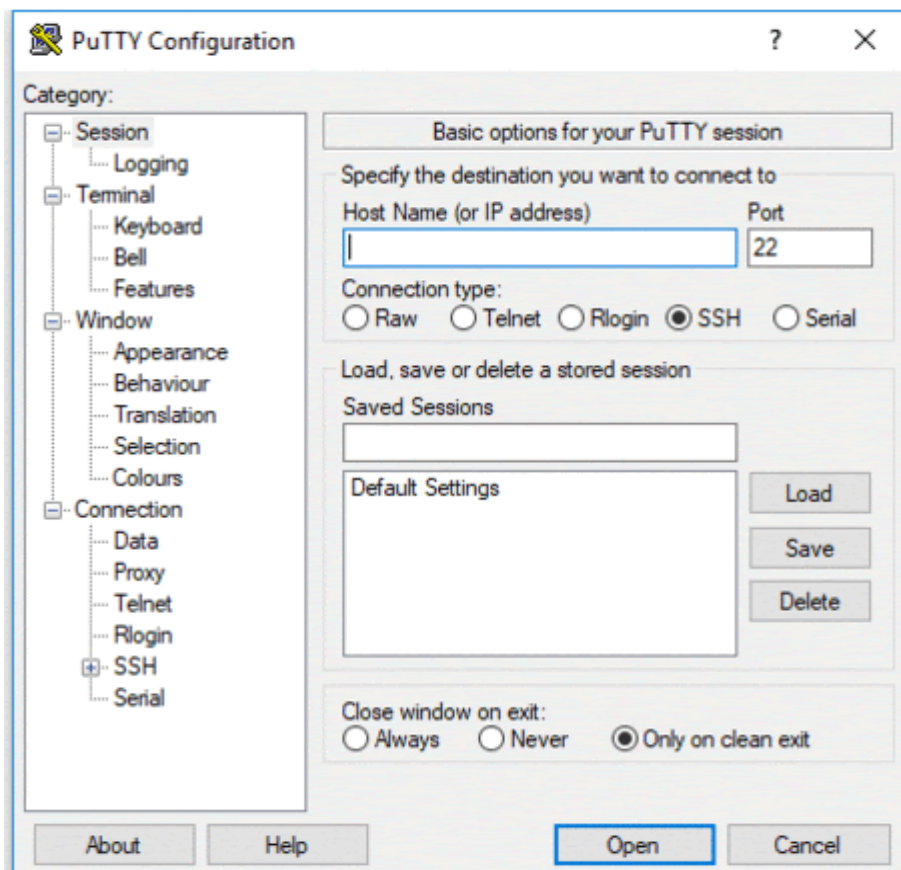 PuTTY Configuration
?
Category:
Session
Logging
Terminal
Keyboard
Bell
Features
Window
Appearance
Behaviour
Translation
Selection
Colours
Connection
Data
Proxy
Telnet
Rlogin
SSH
Serial
Basic options for your PuTTY session
Specify the destination you want to connect to
Host Name (or IP address) Port
22
Connection type:
Raw Telnet Rlogin SSH Serial
Load, save or delete a stored session
Saved Sessions
Default Settings
Load
Save
Delete
Close window on exit:
Always Never Only on clean exit
About Help Open Cancel